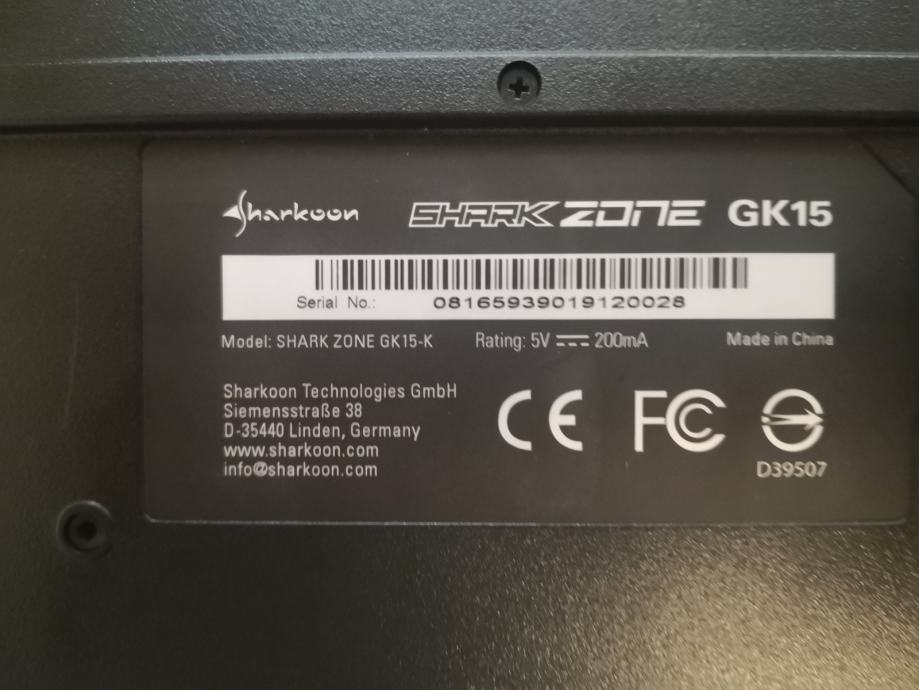 Sharkoon SHARK ZONE GK15
Serial No.: 08165939019120028
Model: SHARK ZONE GK15-K Rating: 5V ⎓ 200mA Made in China
Sharkoon Technologies GmbH
Siemensstraße 38
D-35440 Linden, Germany
www.sharkoon.com
info@sharkoon.com
CE FC
D39507